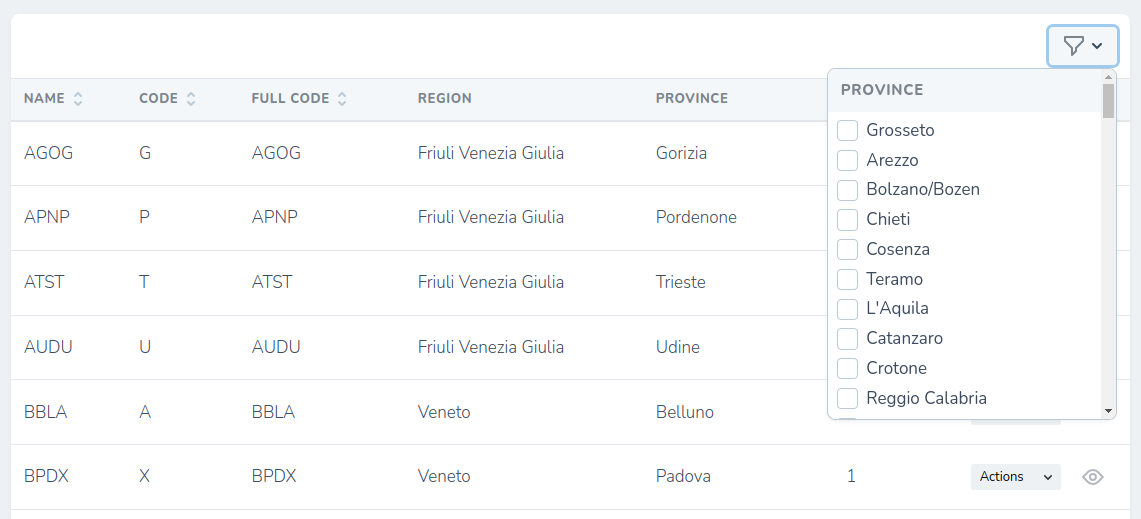 NAME CODE FULL CODE REGION PROVINCE
AGOG G AGOG Friuli Venezia Giulia Gorizia
APNP P APNP Friuli Venezia Giulia Pordenone
ATST T ATST Friuli Venezia Giulia Trieste
AUDU U AUDU Friuli Venezia Giulia Udine
BBLA A BBLA Veneto Belluno
BPDX X BPDX Veneto Padova 1 Actions
PROVINCE
Grosseto
Arezzo
Bolzano/Bozen
Chieti
Cosenza
Teramo
L'Aquila
Catanzaro
Crotone
Reggio Calabria